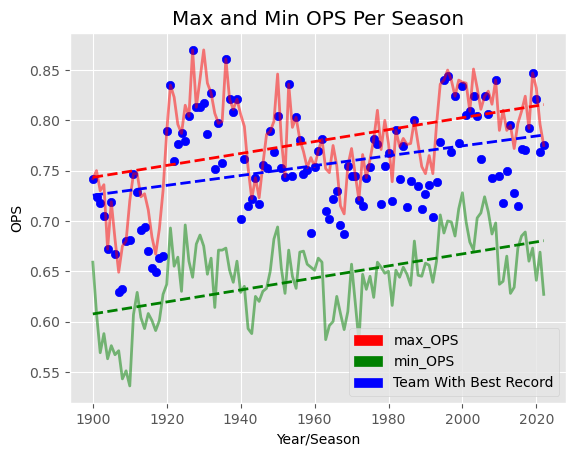 Max and Min OPS Per Season
OPS
0.85
0.80
0.75
0.70
0.65
0.60
0.55
max_OPS
min_OPS
Team With Best Record
1900 1920 1940 1960 1980 2000 2020
Year/Season